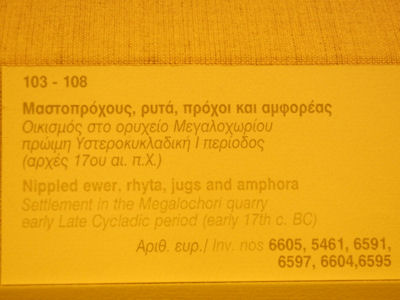 103 - 108
Μαστοπρόχους, ρυτά, πρόχοι και αμφορέας
Οικισμός στο ορυχείο Μεγαλοχωρίου
πρώιμη Υστεροκυκλαδική Ι περίοδος
(αρχές 17ου αι. π.Χ.)
Nippled ewer, rhyta, jugs and amphora
Settlement in the Megalochori quarry
early Late Cycladic period (early 17th c. BC)
Αριθ. ευρ./ Inv. nos 6605, 5461, 6591,
6597, 6604,6595